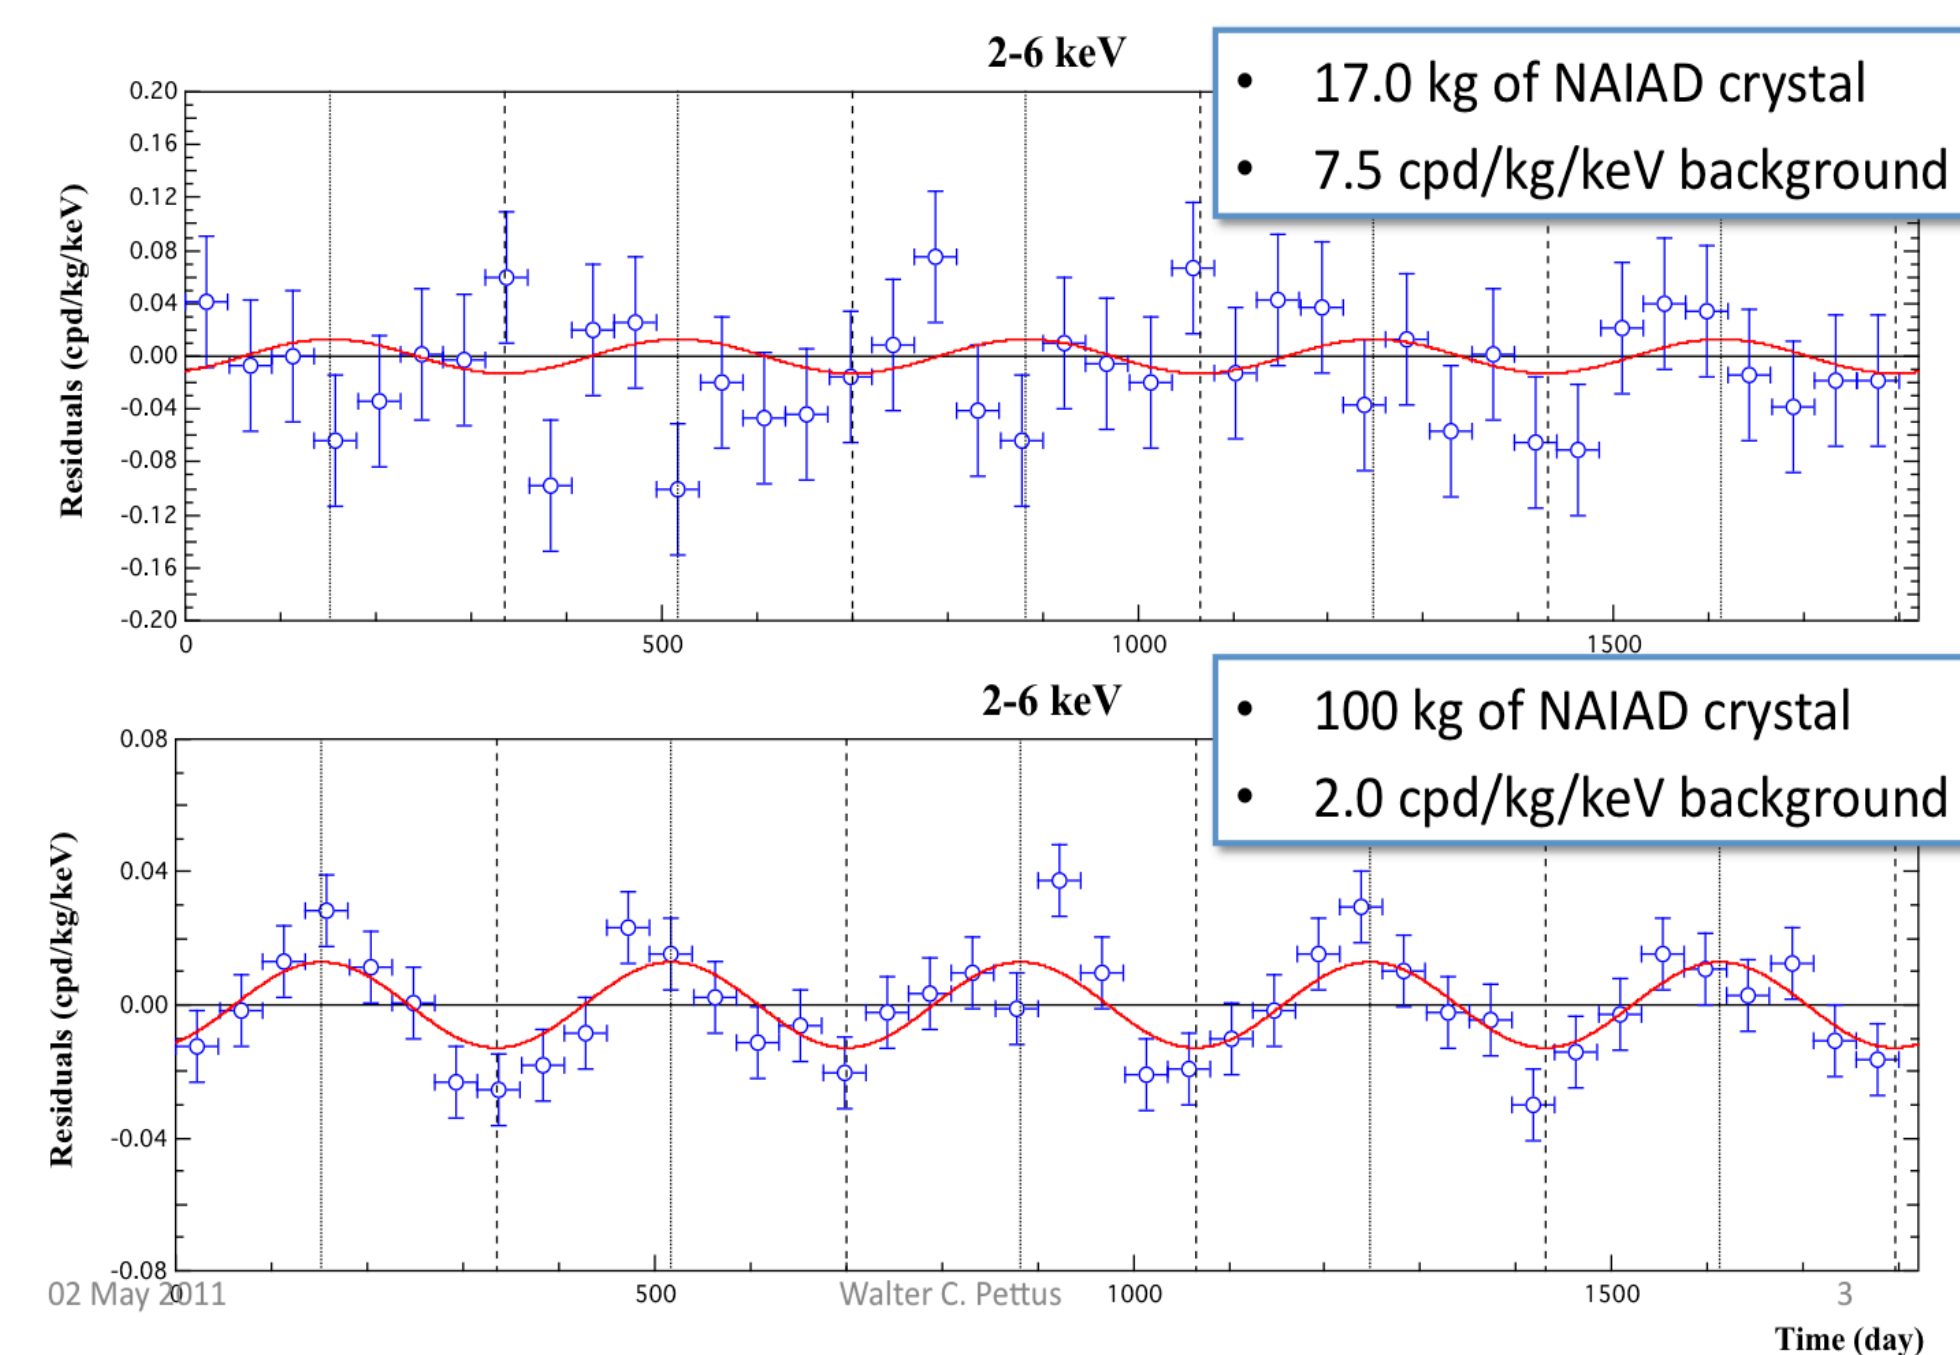 2-6 keV
• 17.0 kg of NAIAD crystal
• 7.5 cpd/kg/keV background
Residuals (cpd/kg/keV)
0.20
0.16
0.12
0.08
0.04
0.00
-0.04
-0.08
-0.12
-0.16
-0.20
0 500 1000 1500
2-6 keV
• 100 kg of NAIAD crystal
• 2.0 cpd/kg/keV background
Residuals (cpd/kg/keV)
0.08
0.04
0.00
-0.04
-0.08
0 500 1000 1500
02 May 2011 Walter C. Pettus 3
Time (day)